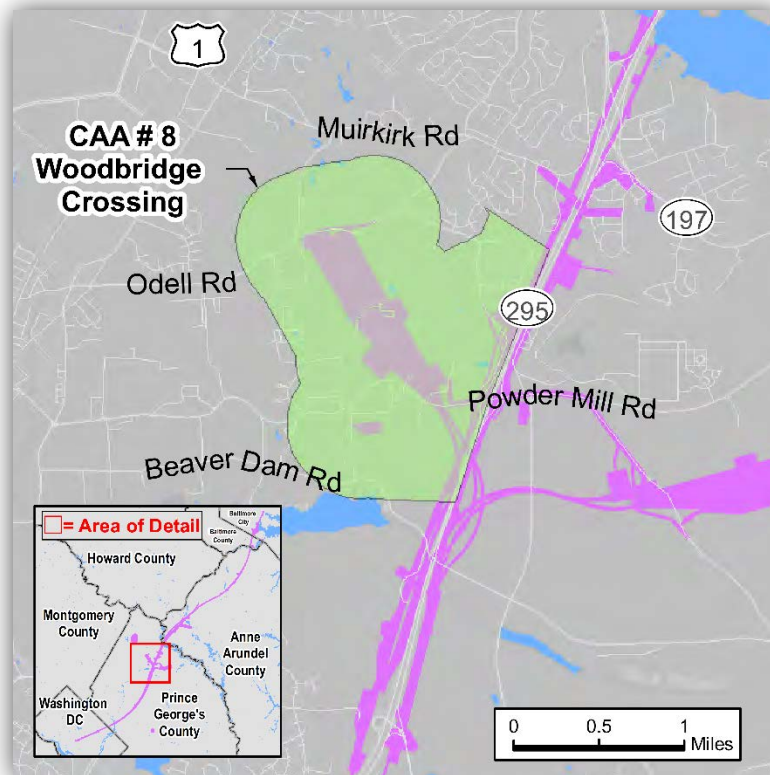 1
Muirkirk Rd
CAA # 8
Woodbridge
Crossing
197
Odell Rd
295
Powder Mill Rd
Beaver Dam Rd
= Area of Detail
Baltimore
City
Baltimore
County
Howard County
Montgomery
County
Anne
Arundel
County
Washington
DC
Prince
George's
County
0 0.5 1
Miles